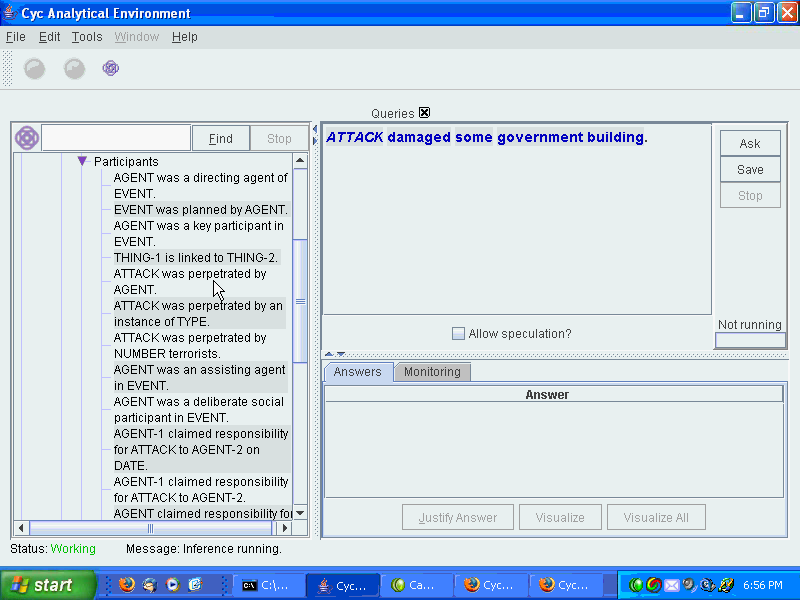 Cyc Analytical Environment
File Edit Tools Window Help
Queries
Find Stop
Participants
AGENT was a directing agent of
EVENT.
EVENT was planned by AGENT.
AGENT was a key participant in
EVENT.
THING-1 is linked to THING-2.
ATTACK was perpetrated by
AGENT.
ATTACK was perpetrated by an
instance of TYPE.
ATTACK was perpetrated by
NUMBER terrorists.
AGENT was an assisting agent
in EVENT.
AGENT was a deliberate social
participant in EVENT.
AGENT-1 claimed responsibility
for ATTACK to AGENT-2 on
DATE.
AGENT-1 claimed responsibility
for ATTACK to AGENT-2.
AGENT claimed responsibility for
ATTACK damaged some government building.
Ask
Save
Stop
Not running
Allow speculation?
Answers Monitoring
Answer
Justify Answer Visualize Visualize All
Status: Working Message: Inference running.
start C:\... Cyc... Ca... Cyc... Cyc... 6:56 PM